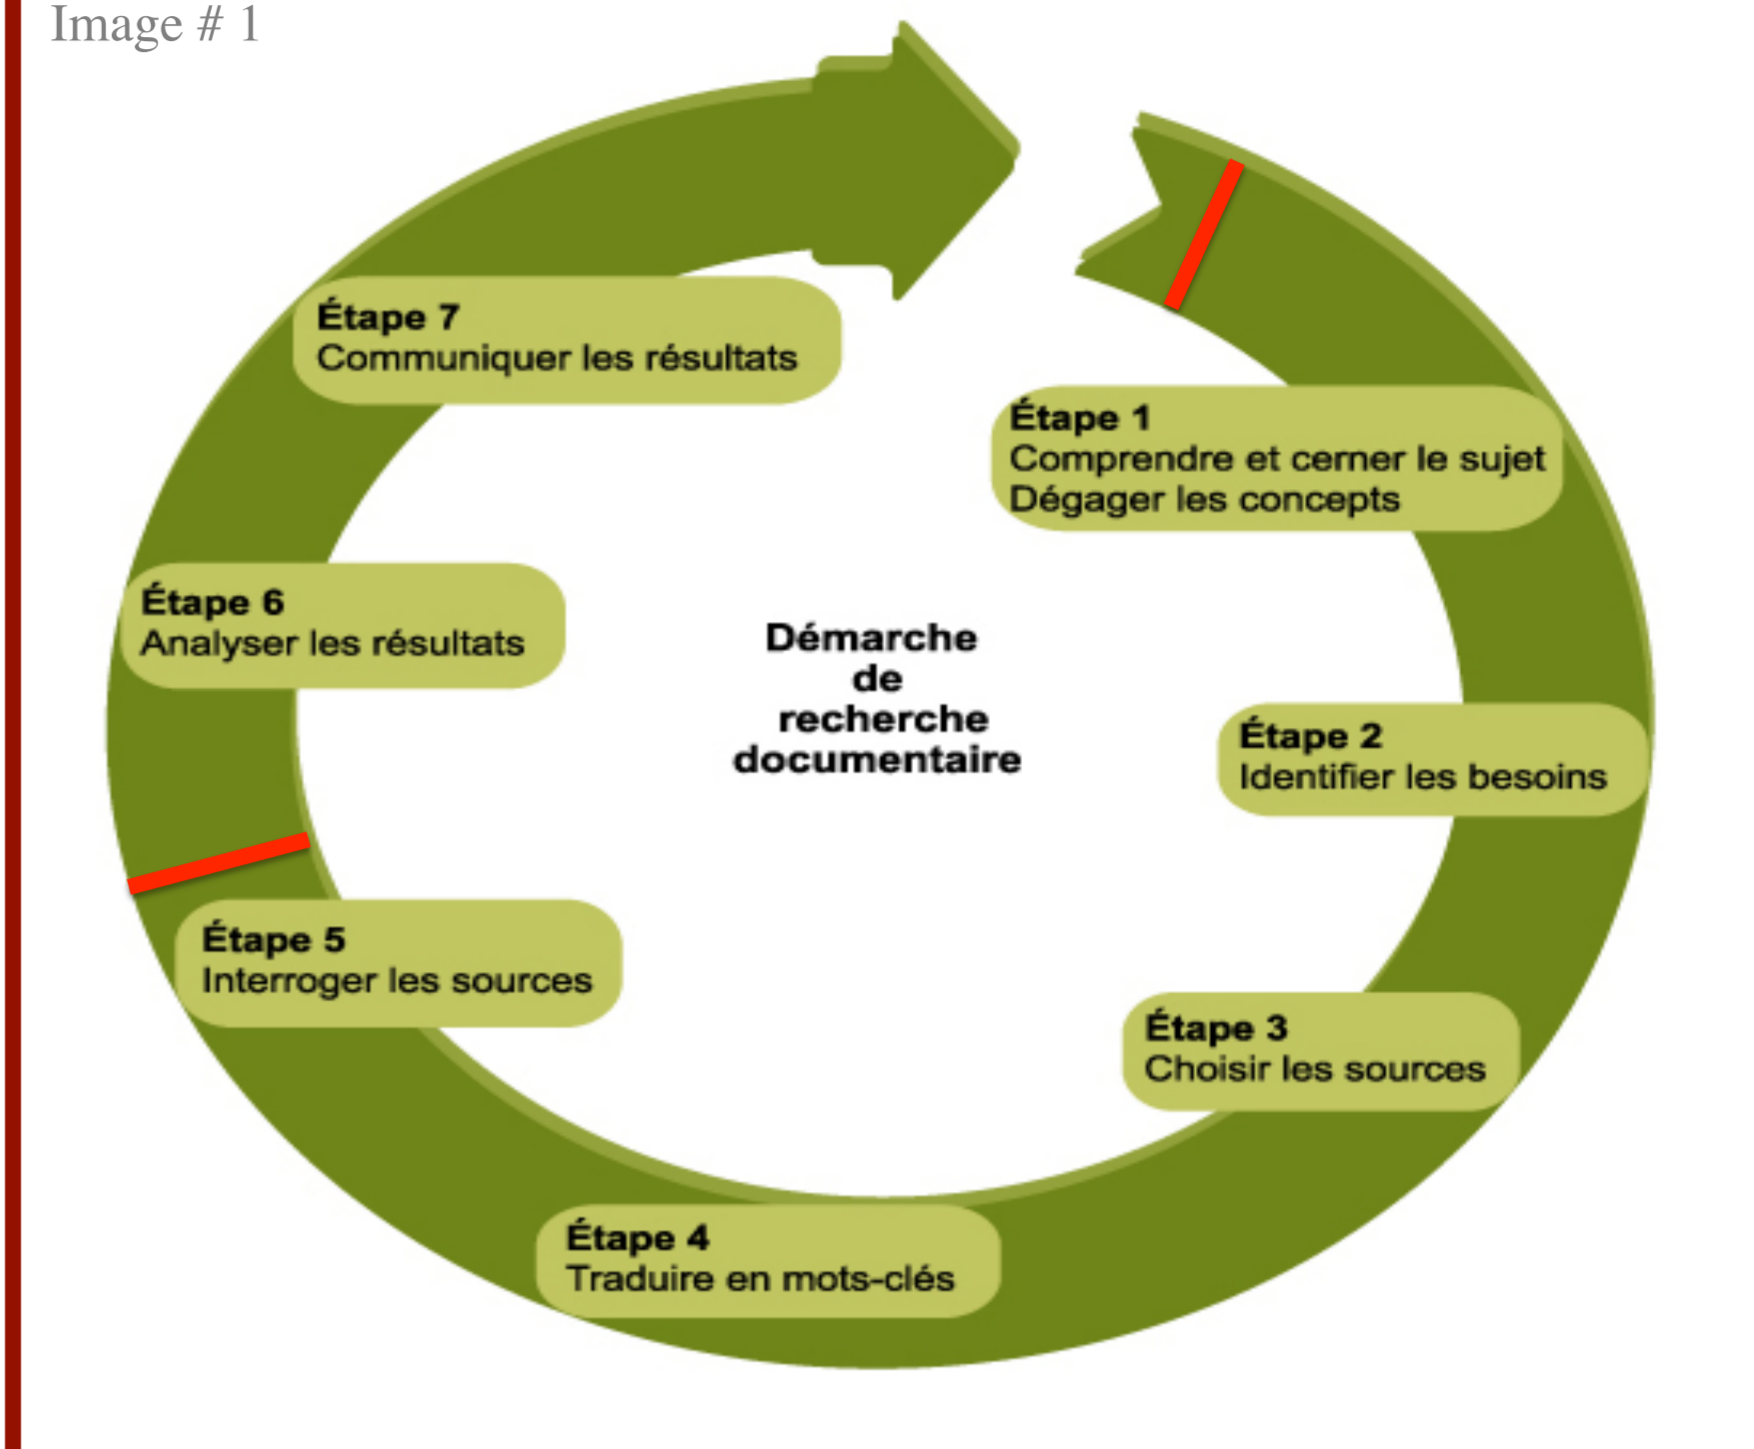 Image # 1
Étape 1
Comprendre et cerner le sujet
Dégager les concepts
Étape 2
Identifier les besoins
Étape 3
Choisir les sources
Étape 4
Traduire en mots-clés
Étape 5
Interroger les sources
Étape 6
Analyser les résultats
Étape 7
Communiquer les résultats
Démarche
de
recherche
documentaire